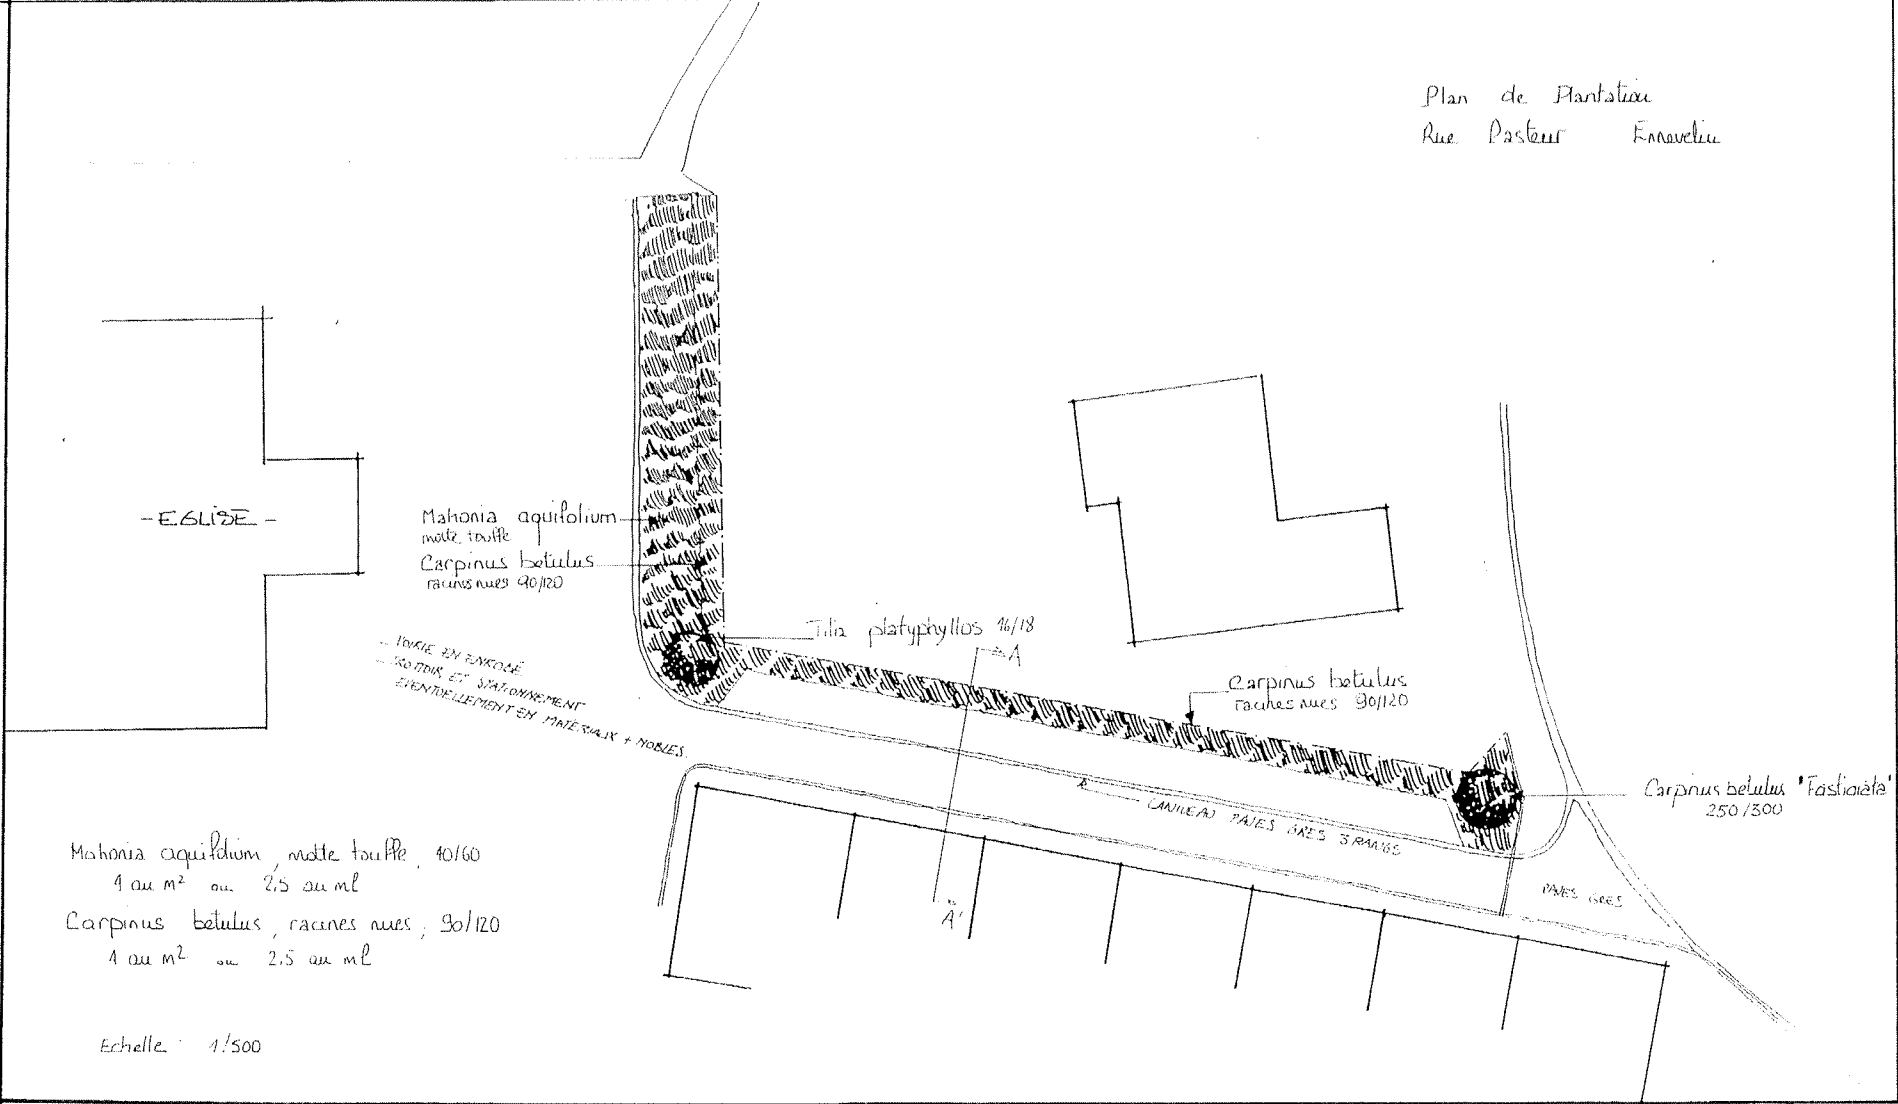 Plan de Plantation
Rue Pasteur Ennevelin
- EGLISE -
Mahonia aquifolium
motte touffe
Carpinus betulus
racines nues 90/120
Tilia platyphyllos 16/18
A
- VOIRIE EN ENROBÉ
- TROTTOIR ET STATIONNEMENT
EVENTUELLEMENT EN MATERIAUX + NOBLES.
Carpinus betulus
racines nues 90/120
Carpinus betulus "Fastigiata"
250/300
CANIVEAU PAVES GRES 3 RANGS
PAVES GRES
A'
Mahonia aquifolium, motte touffe, 40/60
1 au m² ou 2,5 au ml
Carpinus betulus, racines nues, 90/120
1 au m² ou 2,5 au ml
Echelle 1/500